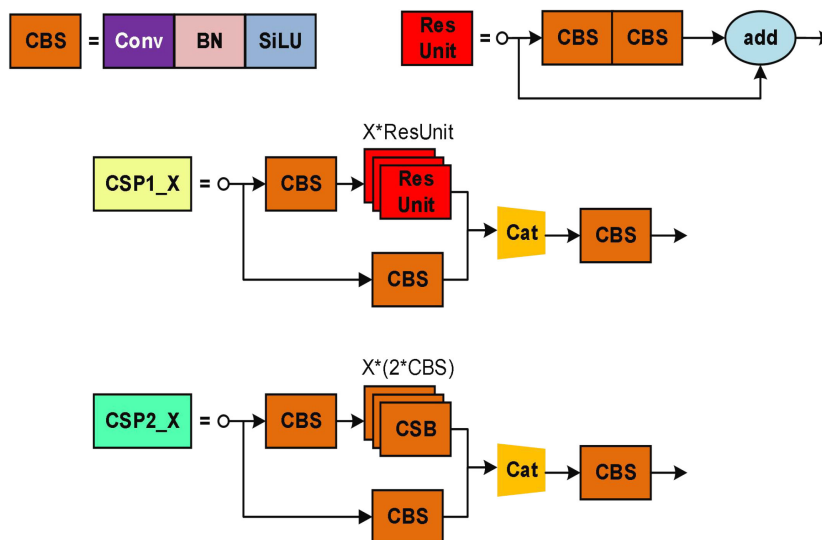 CBS = Conv BN SiLU
Res Unit = CBS CBS add
X*ResUnit
CSP1_X = CBS Res Unit
Cat CBS
CBS
X*(2*CBS)
CSP2_X = CBS CSB
Cat CBS
CBS